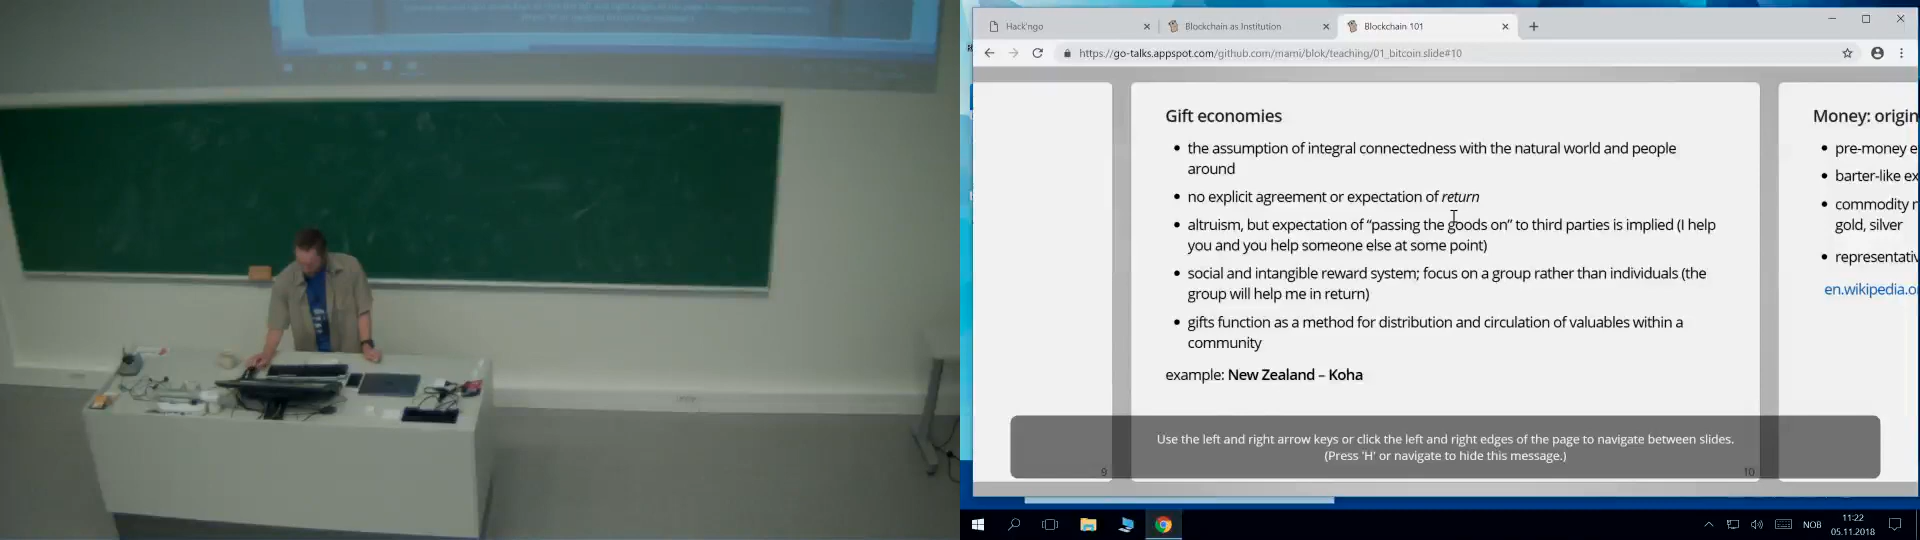 Hack'ngo
Blockchain as Institution
Blockchain 101
https://go-talks.appspot.com/github.com/mami/blok/teaching/01_bitcoin.slide#10
Gift economies
• the assumption of integral connectedness with the natural world and people
around
• no explicit agreement or expectation of return
• altruism, but expectation of “passing the goods on” to third parties is implied (I help
you and you help someone else at some point)
• social and intangible reward system; focus on a group rather than individuals (the
group will help me in return)
• gifts function as a method for distribution and circulation of valuables within a
community
example: New Zealand – Koha
Money: origin
• pre-money e
• barter-like ex
• commodity
gold, silver
• representativ
en.wikipedia.o
Use the left and right arrow keys or click the left and right edges of the page to navigate between slides.
(Press 'H' or navigate to hide this message.)
9
10
NOB
11:22
05.11.2018